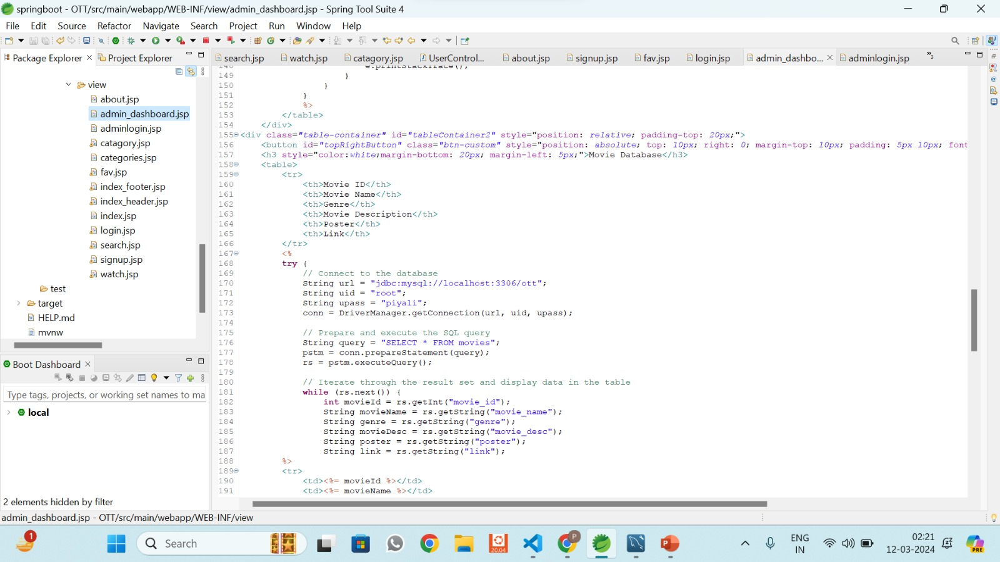 springboot - OTT/src/main/webapp/WEB-INF/view/admin_dashboard.jsp - Spring Tool Suite 4
File Edit Source Refactor Navigate Search Project Run Window Help
Package Explorer Project Explorer
search.jsp watch.jsp catagory.jsp UserControl... about.jsp signup.jsp fav.jsp login.jsp admin_dashbo... adminlogin.jsp »3
view
about.jsp
admin_dashboard.jsp
adminlogin.jsp
catagory.jsp
categories.jsp
fav.jsp
index_footer.jsp
index_header.jsp
index.jsp
login.jsp
search.jsp
signup.jsp
watch.jsp
test
target
HELP.md
mvnw
Boot Dashboard
Type tags, projects, or working set names to ma
local
2 elements hidden by filter
148 e.printStackTrace();
149 }
150 }
151 }
152 %>
153 </table>
154 </div>
155 <div class="table-container" id="tableContainer2" style="position: relative; padding-top: 20px;">
156 <button id="topRightButton" class="btn-custom" style="position: absolute; top: 10px; right: 0; margin-top: 10px; padding: 5px 10px; font
157 <h3 style="color:white;margin-bottom: 20px; margin-left: 5px;">Movie Database</h3>
158 <table>
159 <tr>
160 <th>Movie ID</th>
161 <th>Movie Name</th>
162 <th>Genre</th>
163 <th>Movie Description</th>
164 <th>Poster</th>
165 <th>Link</th>
166 </tr>
167 <%
168 try {
169 // Connect to the database
170 String url = "jdbc:mysql://localhost:3306/ott";
171 String uid = "root";
172 String upass = "piyali";
173 conn = DriverManager.getConnection(url, uid, upass);
174
175 // Prepare and execute the SQL query
176 String query = "SELECT * FROM movies";
177 pstm = conn.prepareStatement(query);
178 rs = pstm.executeQuery();
179
180 // Iterate through the result set and display data in the table
181 while (rs.next()) {
182 int movieId = rs.getInt("movie_id");
183 String movieName = rs.getString("movie_name");
184 String genre = rs.getString("genre");
185 String movieDesc = rs.getString("movie_desc");
186 String poster = rs.getString("poster");
187 String link = rs.getString("link");
188 %>
189 <tr>
190 <td><%= movieId %></td>
191 <td><%= movieName %></td>
admin_dashboard.jsp - OTT/src/main/webapp/WEB-INF/view
1
Search
20.04
P
ENG
IN
02:21
12-03-2024
PRE